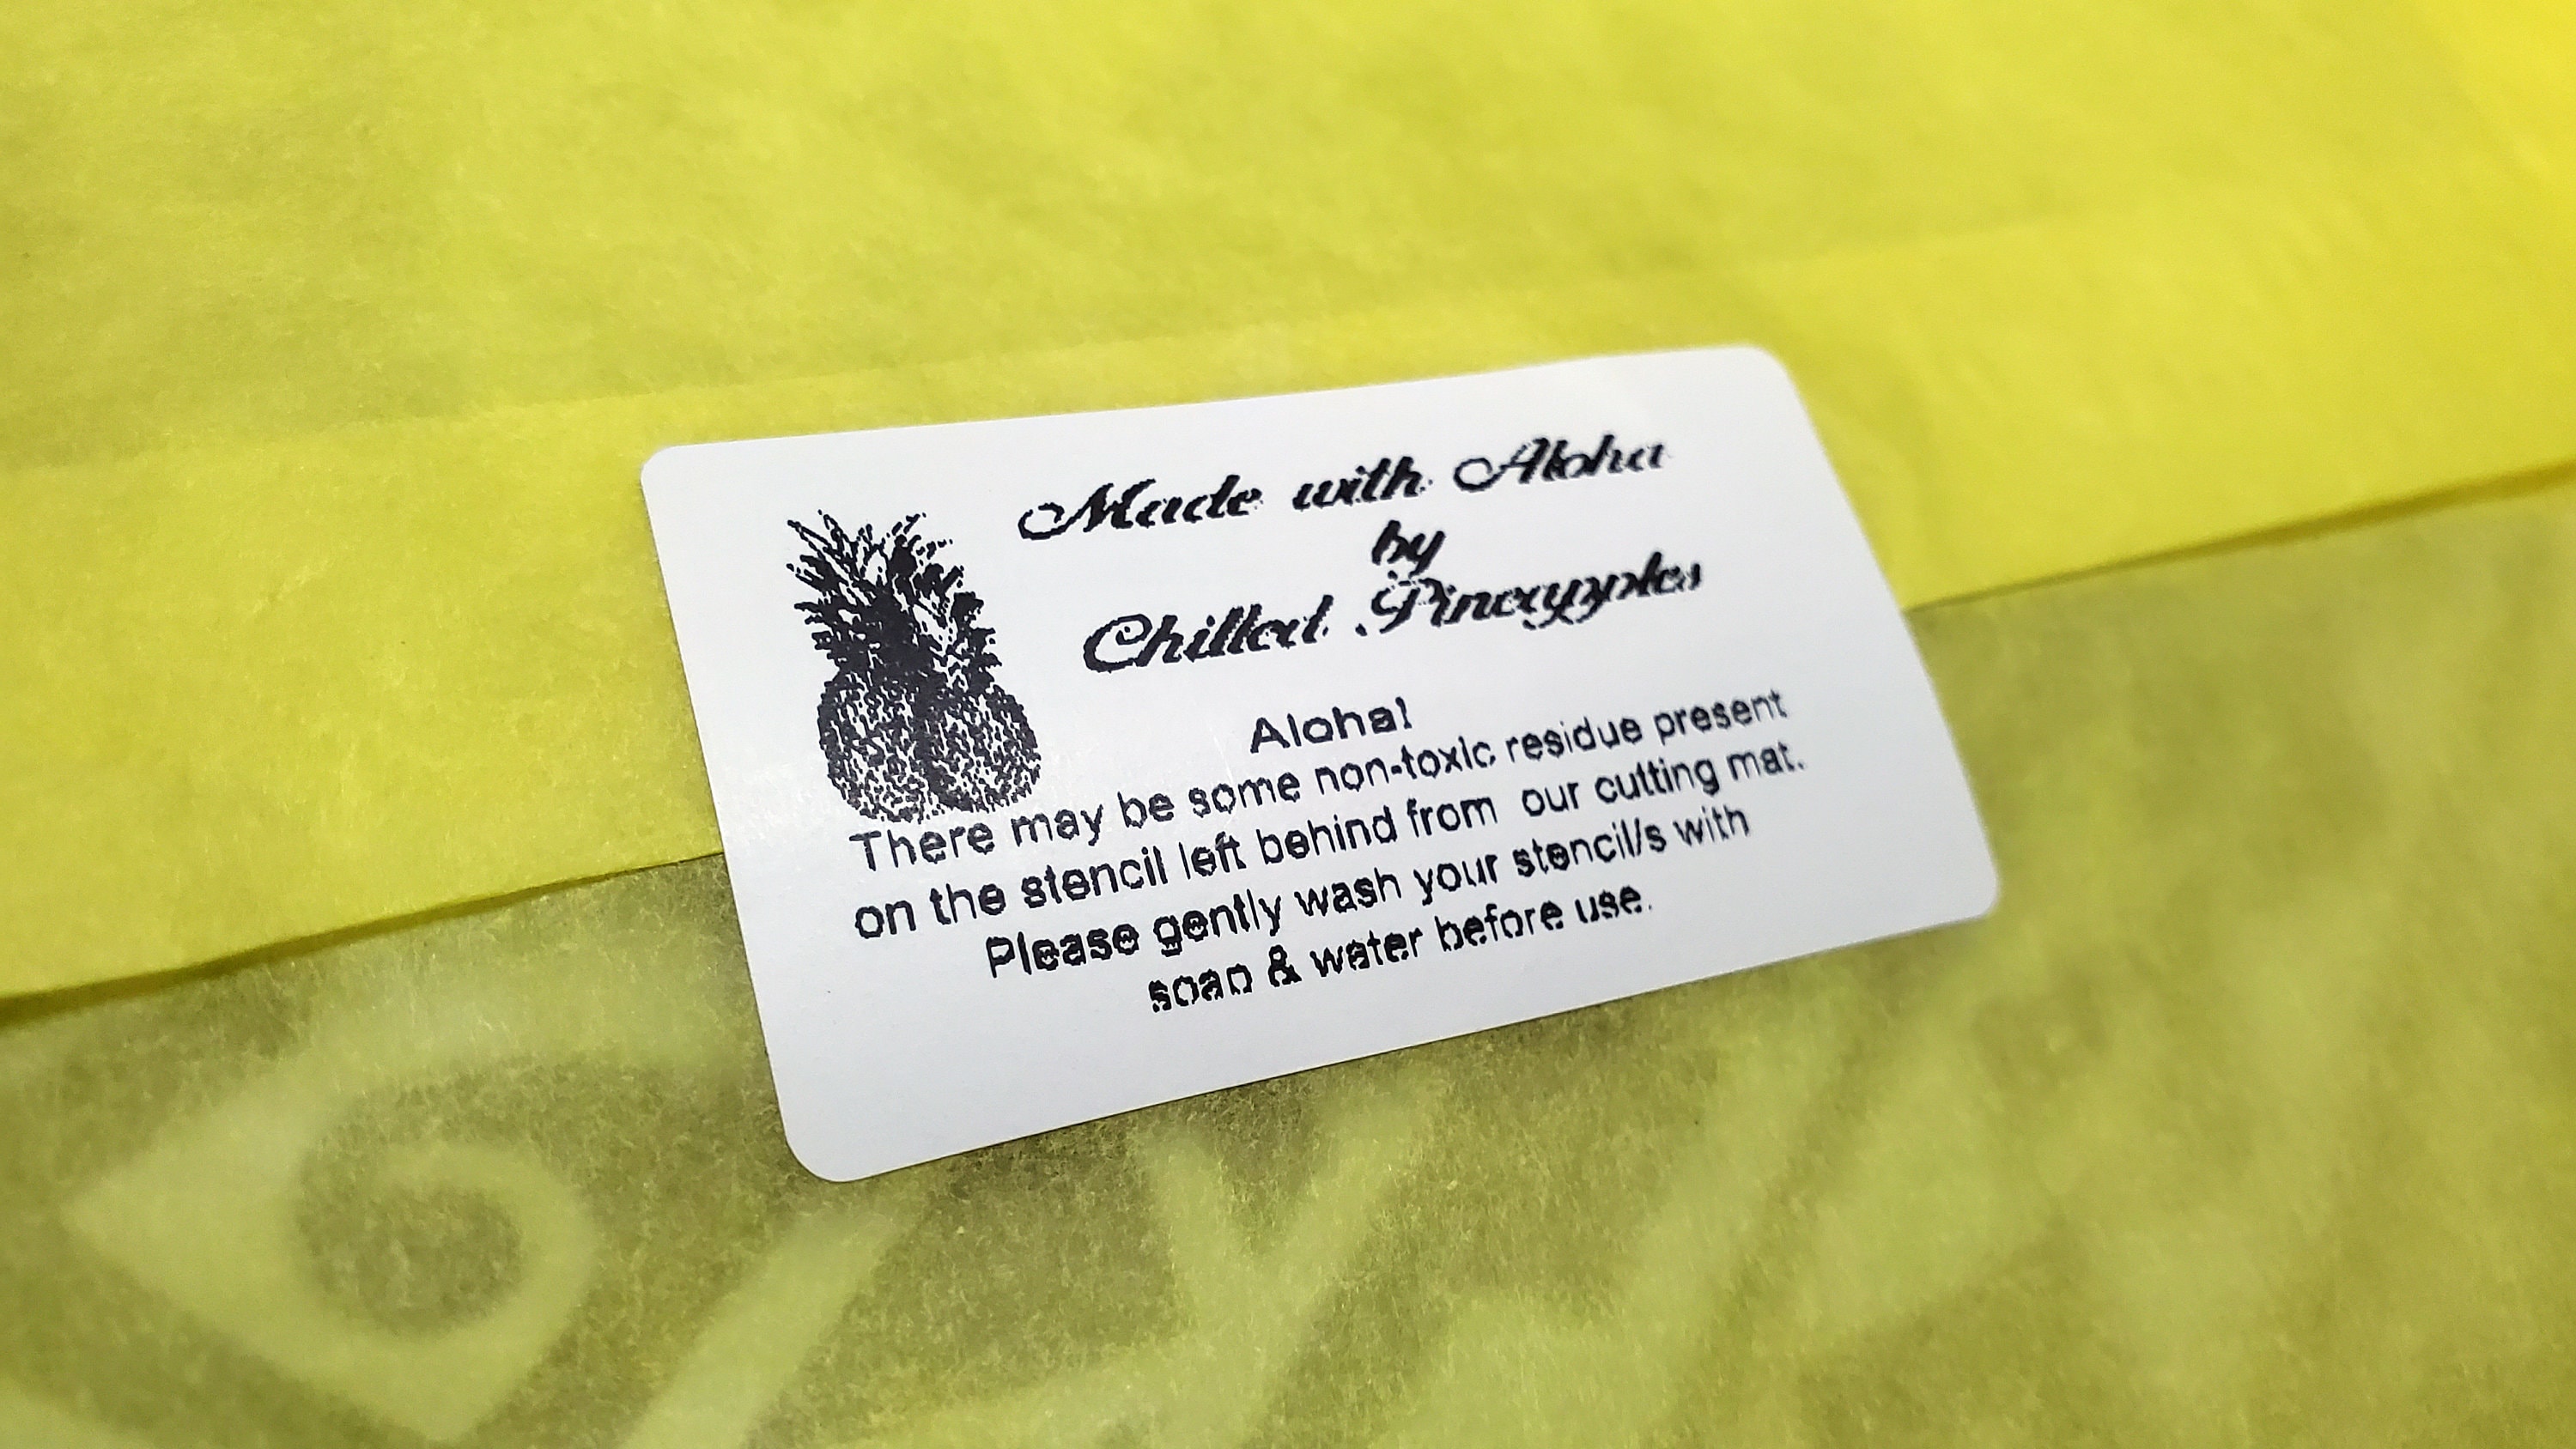 Made with Aloha
by
Chilled Pineapples
Aloha!
There may be some non-toxic residue present
on the stencil left behind from our cutting mat.
Please gently wash your stencil/s with
soap & water before use.